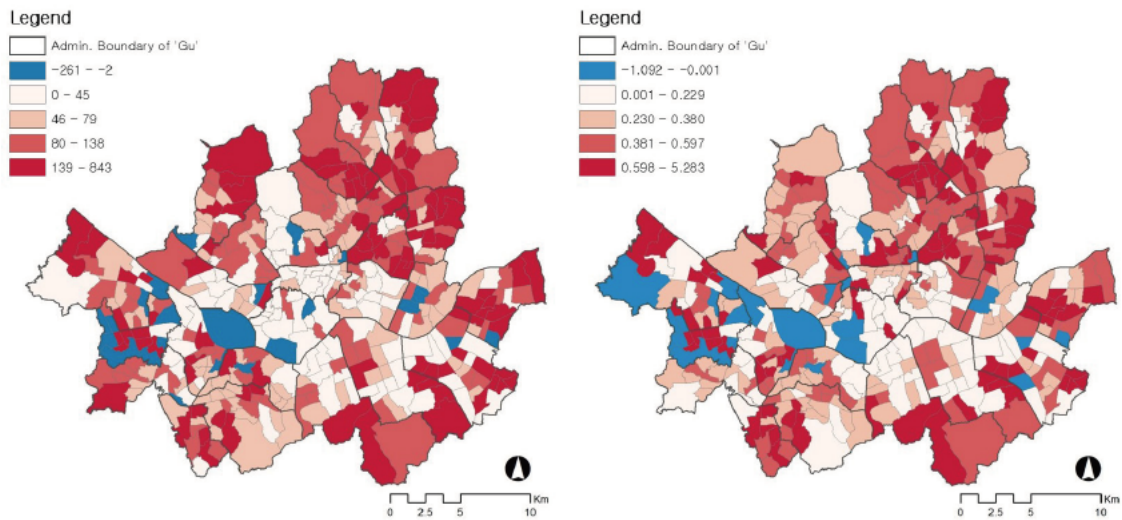 Legend
Admin. Boundary of 'Gu'
-261 - -2
0 - 45
46 - 79
80 - 138
139 - 843
Km
0 2.5 5 10
Legend
Admin. Boundary of 'Gu'
-1.092 - -0.001
0.001 - 0.229
0.230 - 0.380
0.381 - 0.597
0.598 - 5.283
Km
0 2.5 5 10